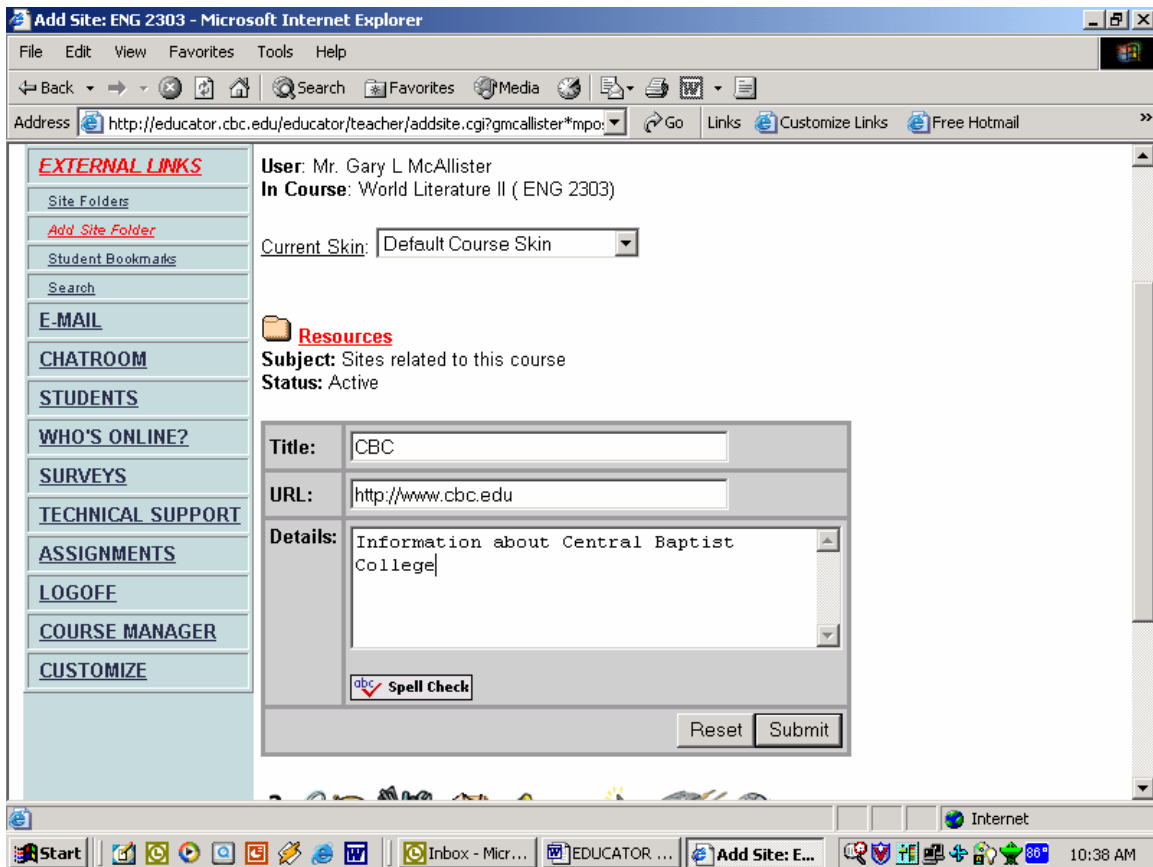 Add Site: ENG 2303 - Microsoft Internet Explorer
File Edit View Favorites Tools Help
Back Search Favorites Media
Address http://educator.cbc.edu/educator/teacher/addsite.cgi?gmcallister*mpo: Go Links Customize Links Free Hotmail »
EXTERNAL LINKS
Site Folders
Add Site Folder
Student Bookmarks
Search
E-MAIL
CHATROOM
STUDENTS
WHO'S ONLINE?
SURVEYS
TECHNICAL SUPPORT
ASSIGNMENTS
LOGOFF
COURSE MANAGER
CUSTOMIZE
User: Mr. Gary L McAllister
In Course: World Literature II ( ENG 2303)
Current Skin: Default Course Skin
Resources
Subject: Sites related to this course
Status: Active
Title: CBC
URL: http://www.cbc.edu
Details: Information about Central Baptist
College
abc Spell Check
Reset Submit
Internet
Start Inbox - Micr... EDUCATOR ... Add Site: E... 86° 10:38 AM